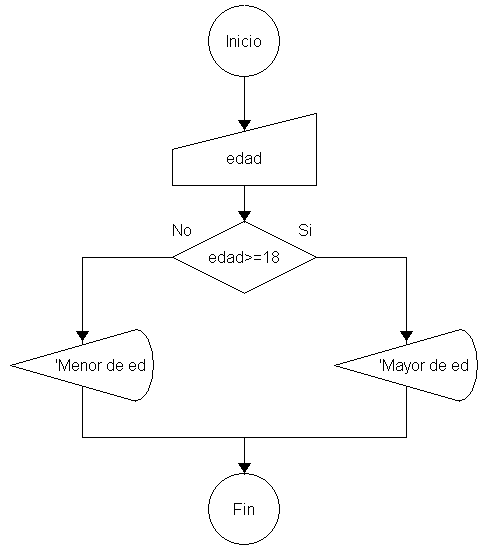 Inicio
edad
No
Si
edad>=18
'Menor de ed
'Mayor de ed
Fin